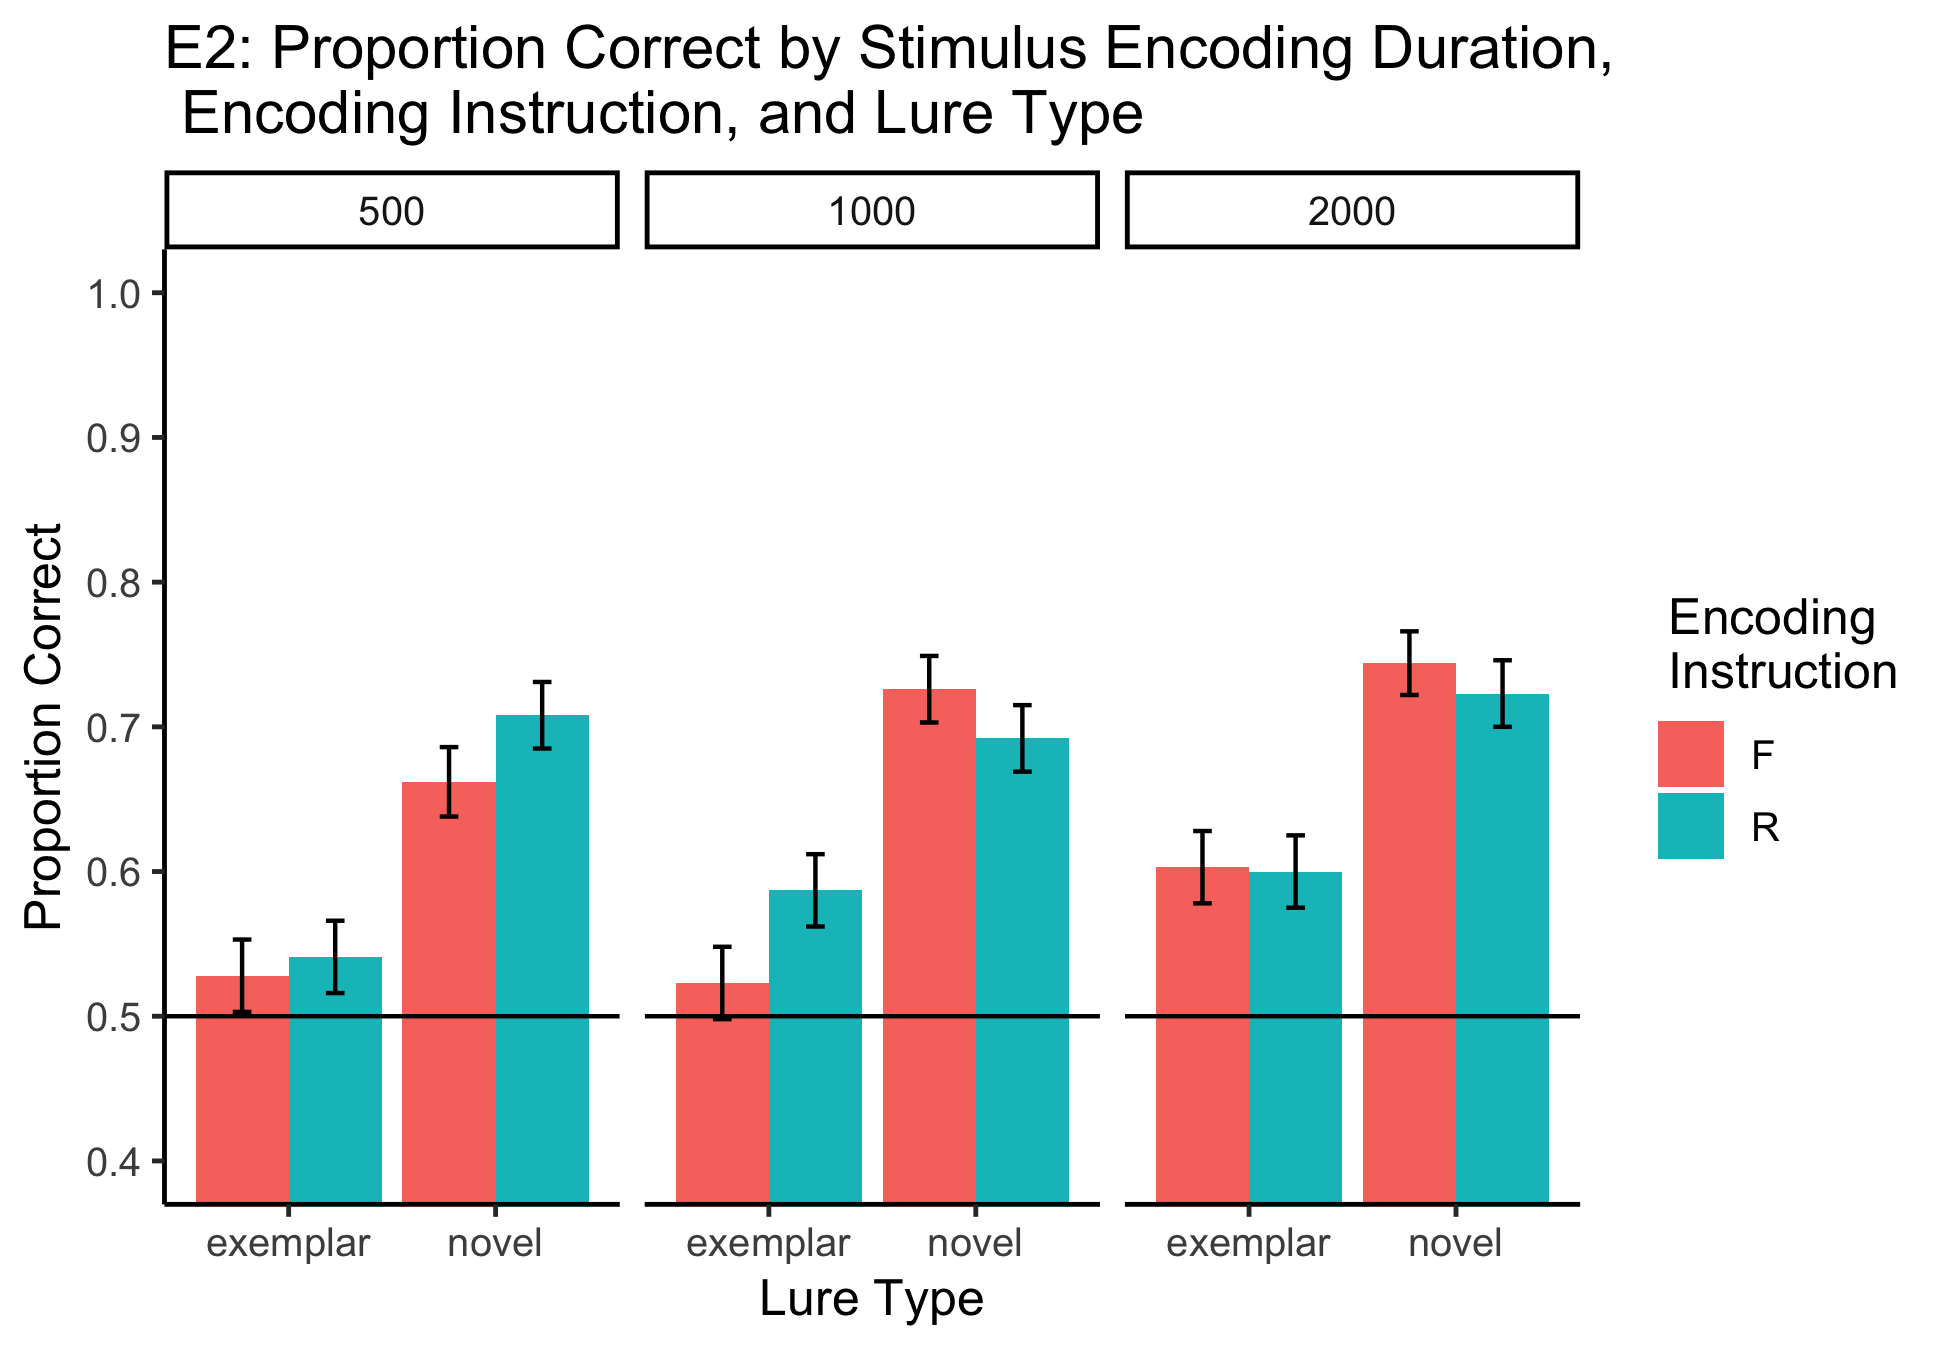 E2: Proportion Correct by Stimulus Encoding Duration,
Encoding Instruction, and Lure Type
500
1000
2000
1.0
0.9
0.8
0.7
0.6
0.5
0.4
Proportion Correct
exemplar
novel
exemplar
novel
exemplar
novel
Lure Type
Encoding
Instruction
F
R